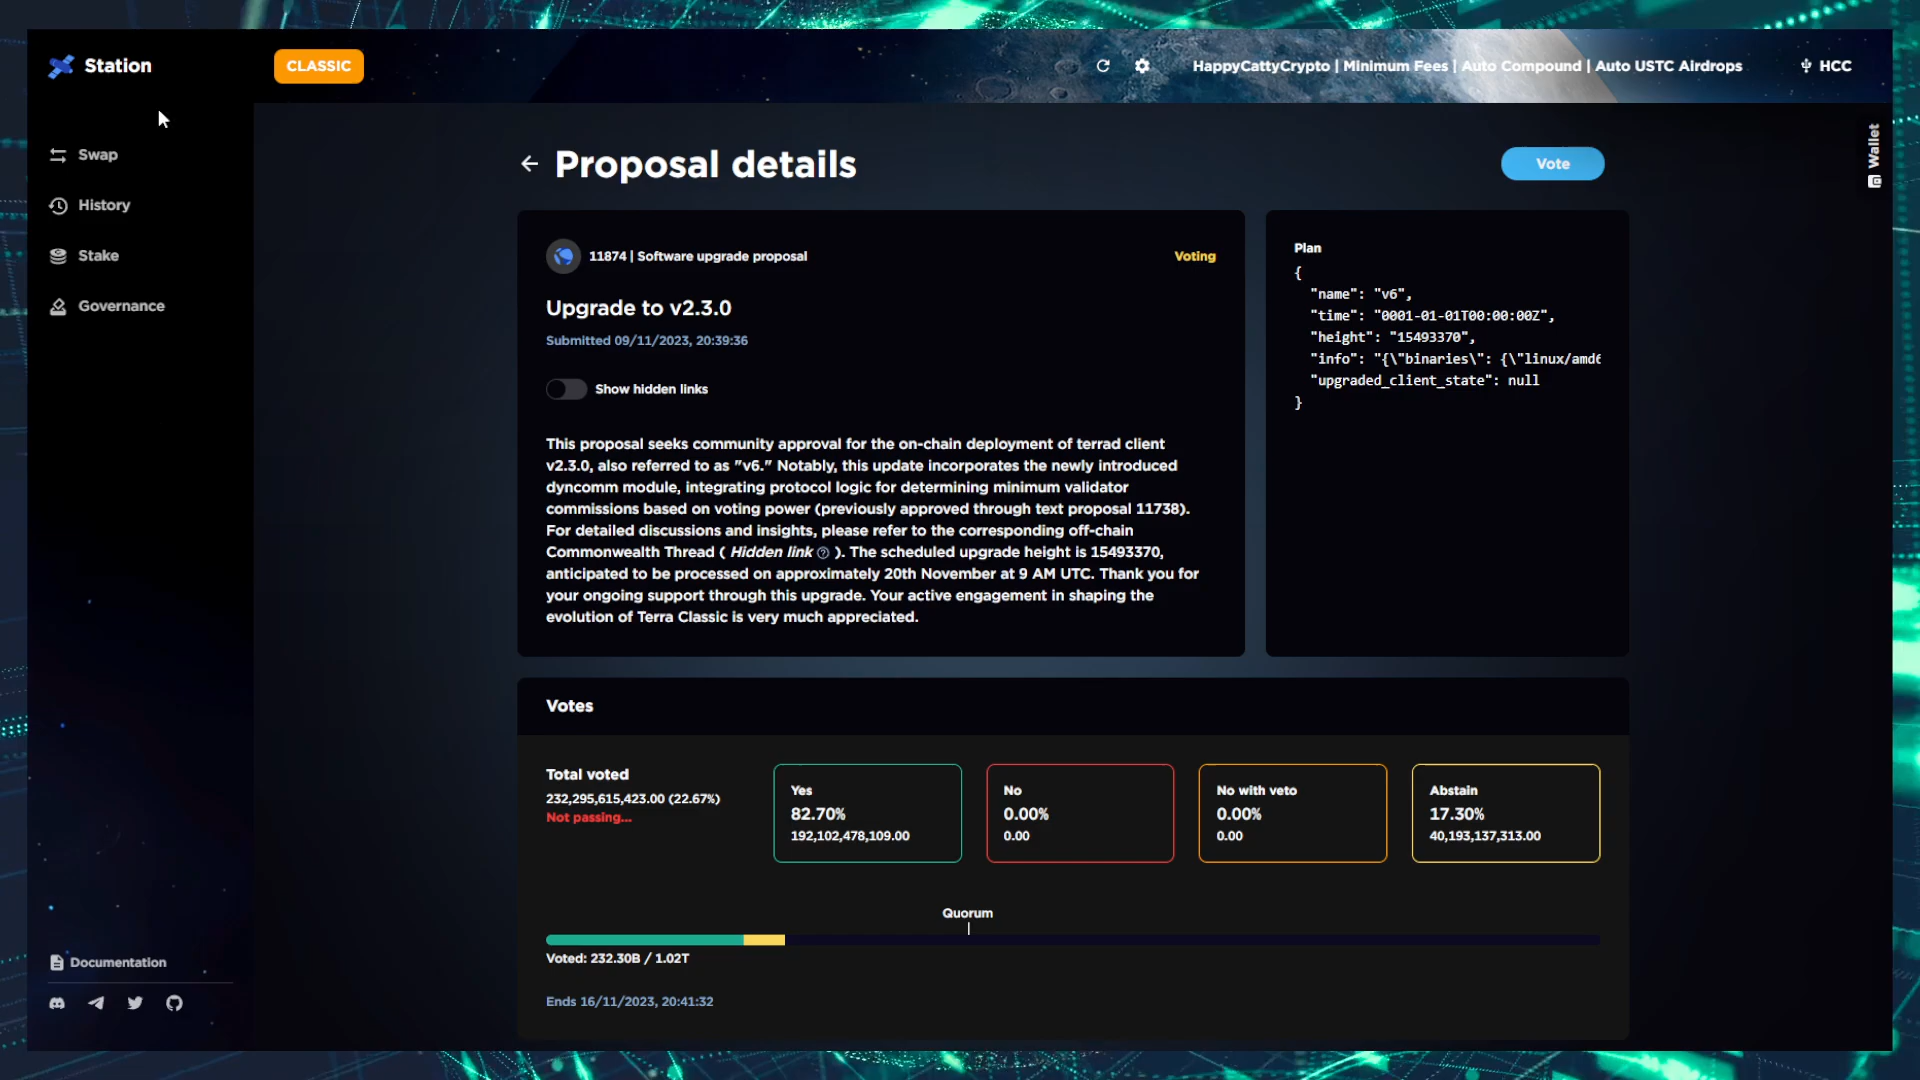 Station
CLASSIC
HappyCattyCrypto | Minimum Fees | Auto Compound | Auto USTC Airdrops
HCC
Swap
History
Stake
Governance
Wallet
Proposal details
Vote
11874 | Software upgrade proposal
Voting
Upgrade to v2.3.0
Submitted 09/11/2023, 20:39:36
Show hidden links
This proposal seeks community approval for the on-chain deployment of terrad client
v2.3.0, also referred to as "v6." Notably, this update incorporates the newly introduced
dyncomm module, integrating protocol logic for determining minimum validator
commissions based on voting power (previously approved through text proposal 11738).
For detailed discussions and insights, please refer to the corresponding off-chain
Commonwealth Thread ( Hidden link ? ). The scheduled upgrade height is 15493370,
anticipated to be processed on approximately 20th November at 9 AM UTC. Thank you for
your ongoing support through this upgrade. Your active engagement in shaping the
evolution of Terra Classic is very much appreciated.
Plan
{
"name": "v6",
"time": "0001-01-01T00:00:00Z",
"height": "15493370",
"info": "{\"binaries\": {\"linux/amd6
"upgraded_client_state": null
}
Votes
Total voted
232,295,615,423.00 (22.67%)
Not passing...
Yes
82.70%
192,102,478,109.00
No
0.00%
0.00
No with veto
0.00%
0.00
Abstain
17.30%
40,193,137,313.00
Quorum
Voted: 232.30B / 1.02T
Ends 16/11/2023, 20:41:32
Documentation